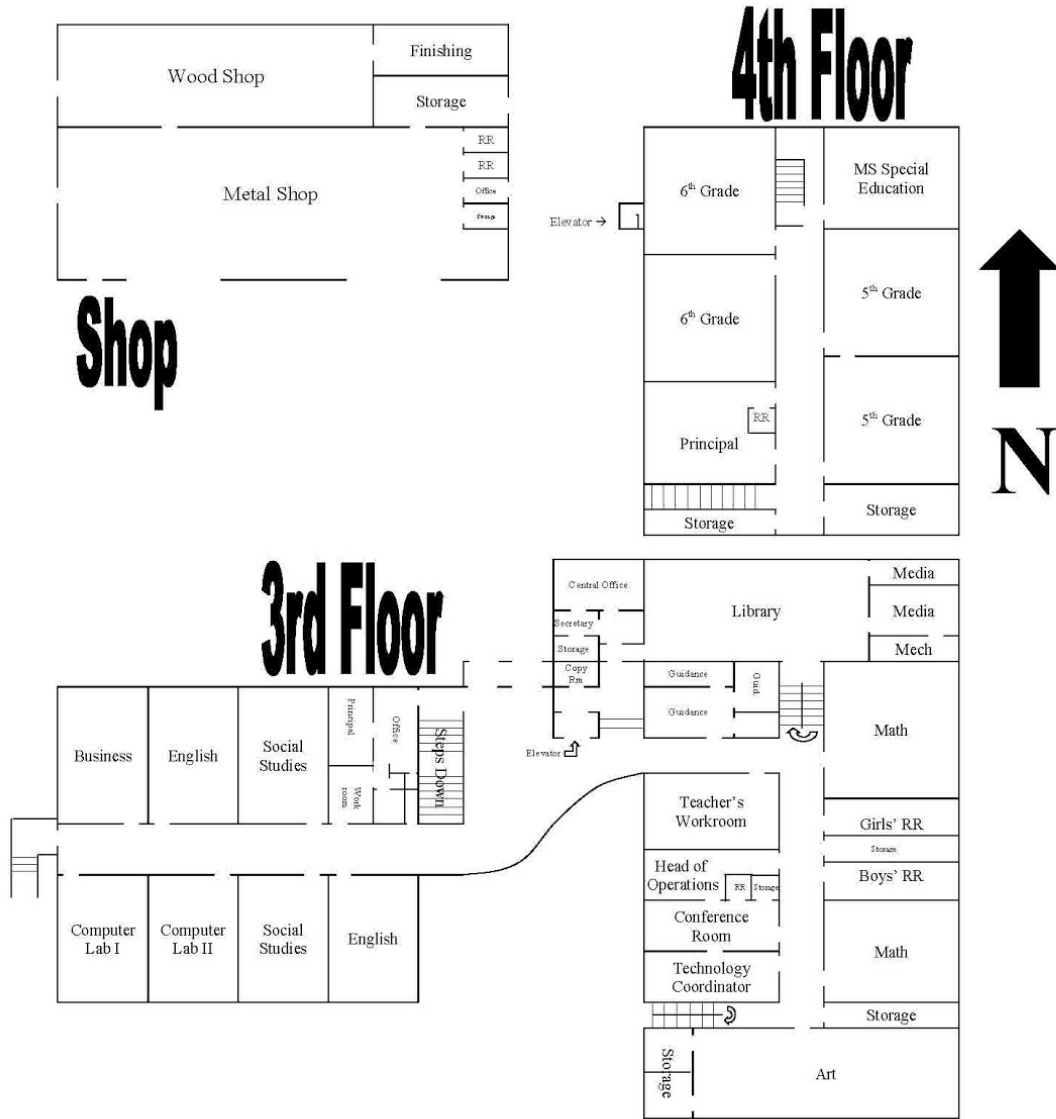 Wood Shop
Finishing
Storage
RR
RR
Office
Metal Shop
Shop
4th Floor
6th Grade
MS Special
Education
Elevator →
6th Grade
5th Grade
5th Grade
RR
Principal
Storage
Storage
N
3rd Floor
Central Office
Secretary
Storage
Copy
Rm
Library
Media
Media
Mech
Guidance
Guid.
Guidance
Elevator
Math
Business
English
Social
Studies
Principal
Office
Work
room
Steps Down
Teacher's
Workroom
Girls' RR
Storage
Boys' RR
Head of
Operations
RR
Storage
Conference
Room
Math
Technology
Coordinator
Storage
Computer
Lab I
Computer
Lab II
Social
Studies
English
Storage
Art